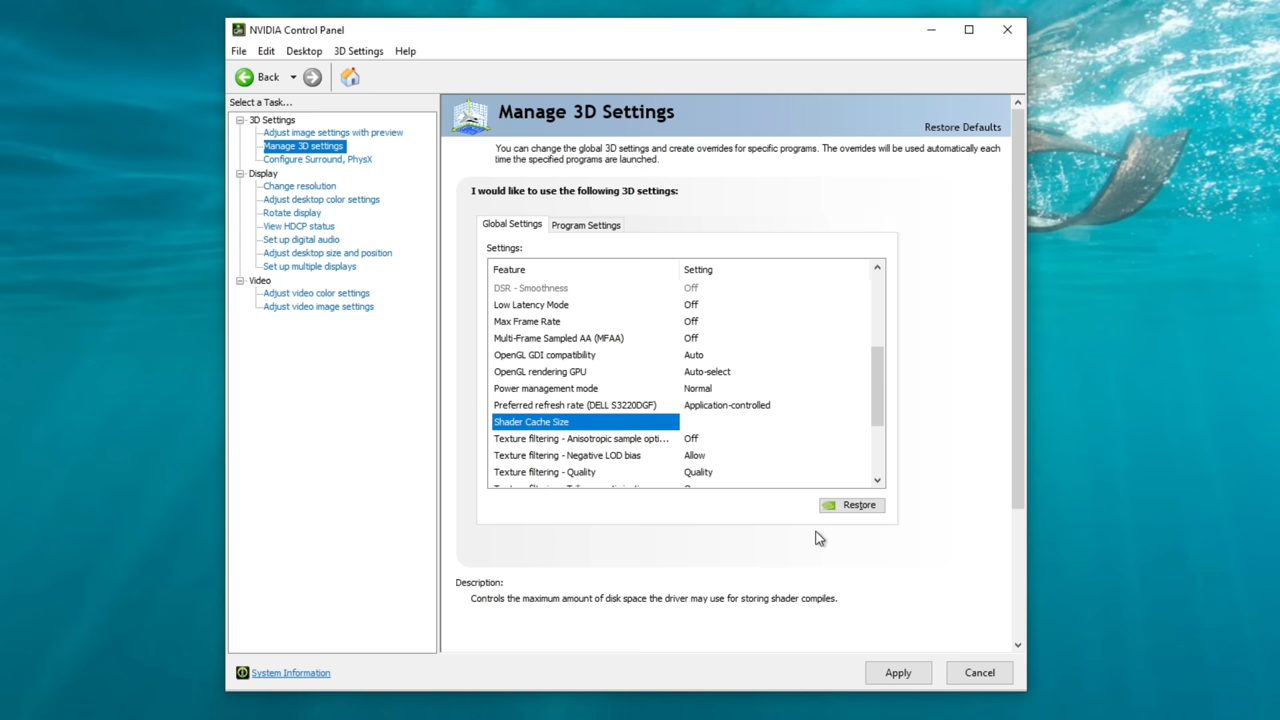 NVIDIA Control Panel
File Edit Desktop 3D Settings Help
Back
Select a Task...
3D Settings
Adjust image settings with preview
Manage 3D settings
Configure Surround, PhysX
Display
Change resolution
Adjust desktop color settings
Rotate display
View HDCP status
Set up digital audio
Adjust desktop size and position
Set up multiple displays
Video
Adjust video color settings
Adjust video image settings
System Information
Manage 3D Settings
Restore Defaults
You can change the global 3D settings and create overrides for specific programs. The overrides will be used automatically each
time the specified programs are launched.
I would like to use the following 3D settings:
Global Settings Program Settings
Settings:
Feature Setting
DSR - Smoothness Off
Low Latency Mode Off
Max Frame Rate Off
Multi-Frame Sampled AA (MFAA) Off
OpenGL GDI compatibility Auto
OpenGL rendering GPU Auto-select
Power management mode Normal
Preferred refresh rate (DELL S3220DGF) Application-controlled
Shader Cache Size
Texture filtering - Anisotropic sample opti... Off
Texture filtering - Negative LOD bias Allow
Texture filtering - Quality Quality
Restore
Description:
Controls the maximum amount of disk space the driver may use for storing shader compiles.
Apply Cancel